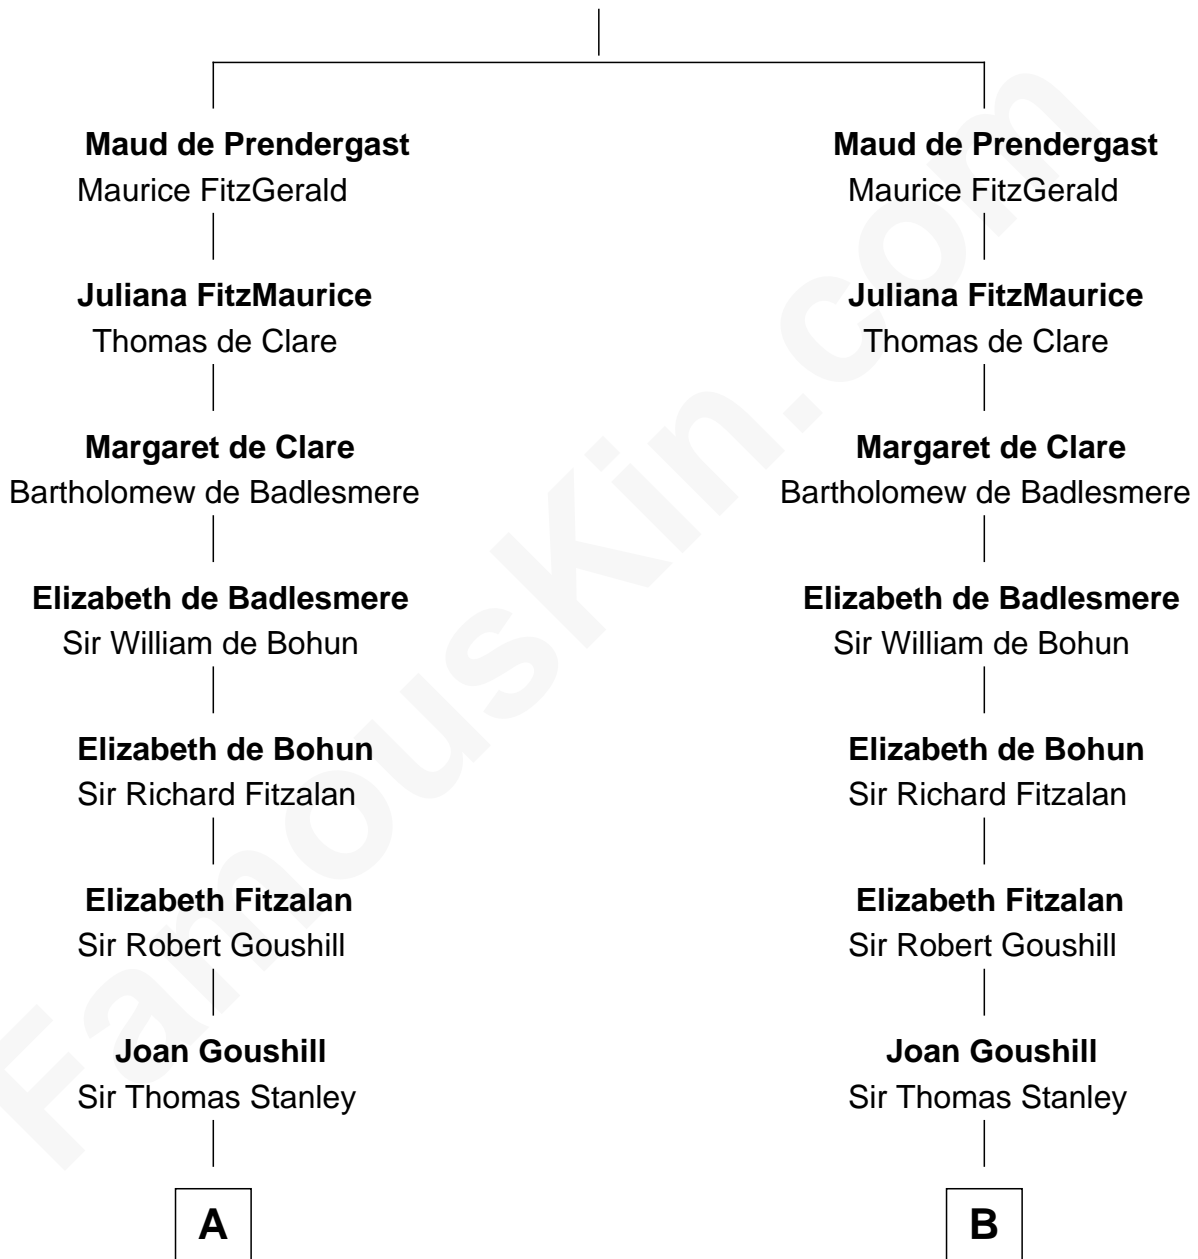 Maud de Prendergast Maud de Prendergast
Maurice FitzGerald Maurice FitzGerald
Juliana FitzMaurice Juliana FitzMaurice
Thomas de Clare Thomas de Clare
Margaret de Clare Margaret de Clare
Bartholomew de Badlesmere Bartholomew de Badlesmere
Elizabeth de Badlesmere Elizabeth de Badlesmere
Sir William de Bohun Sir William de Bohun
Elizabeth de Bohun Elizabeth de Bohun
Sir Richard Fitzalan Sir Richard Fitzalan
Elizabeth Fitzalan Elizabeth Fitzalan
Sir Robert Goushill Sir Robert Goushill
Joan Goushill Joan Goushill
Sir Thomas Stanley Sir Thomas Stanley
A B
FamousKin.com